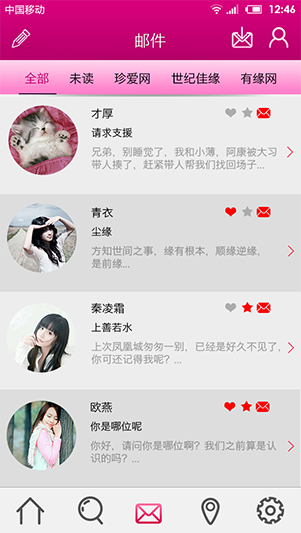 中国移动 12:46
邮件
全部 未读 珍爱网 世纪佳缘 有缘网
才厚
请求支援
兄弟，别睡觉了，我和小薄，阿康被大习
带人揍了，赶紧带人帮我们找回场子...
青衣
尘缘
方知世间之事，缘有根本，顺缘逆缘，
是前缘...
秦凌霜
上善若水
上次凤凰城匆匆一别，已经是好久不见了，
你可还记得我呢？...
欧燕
你是哪位呢
你好，请问你是哪位啊？我们之前算是认
识的吗？...